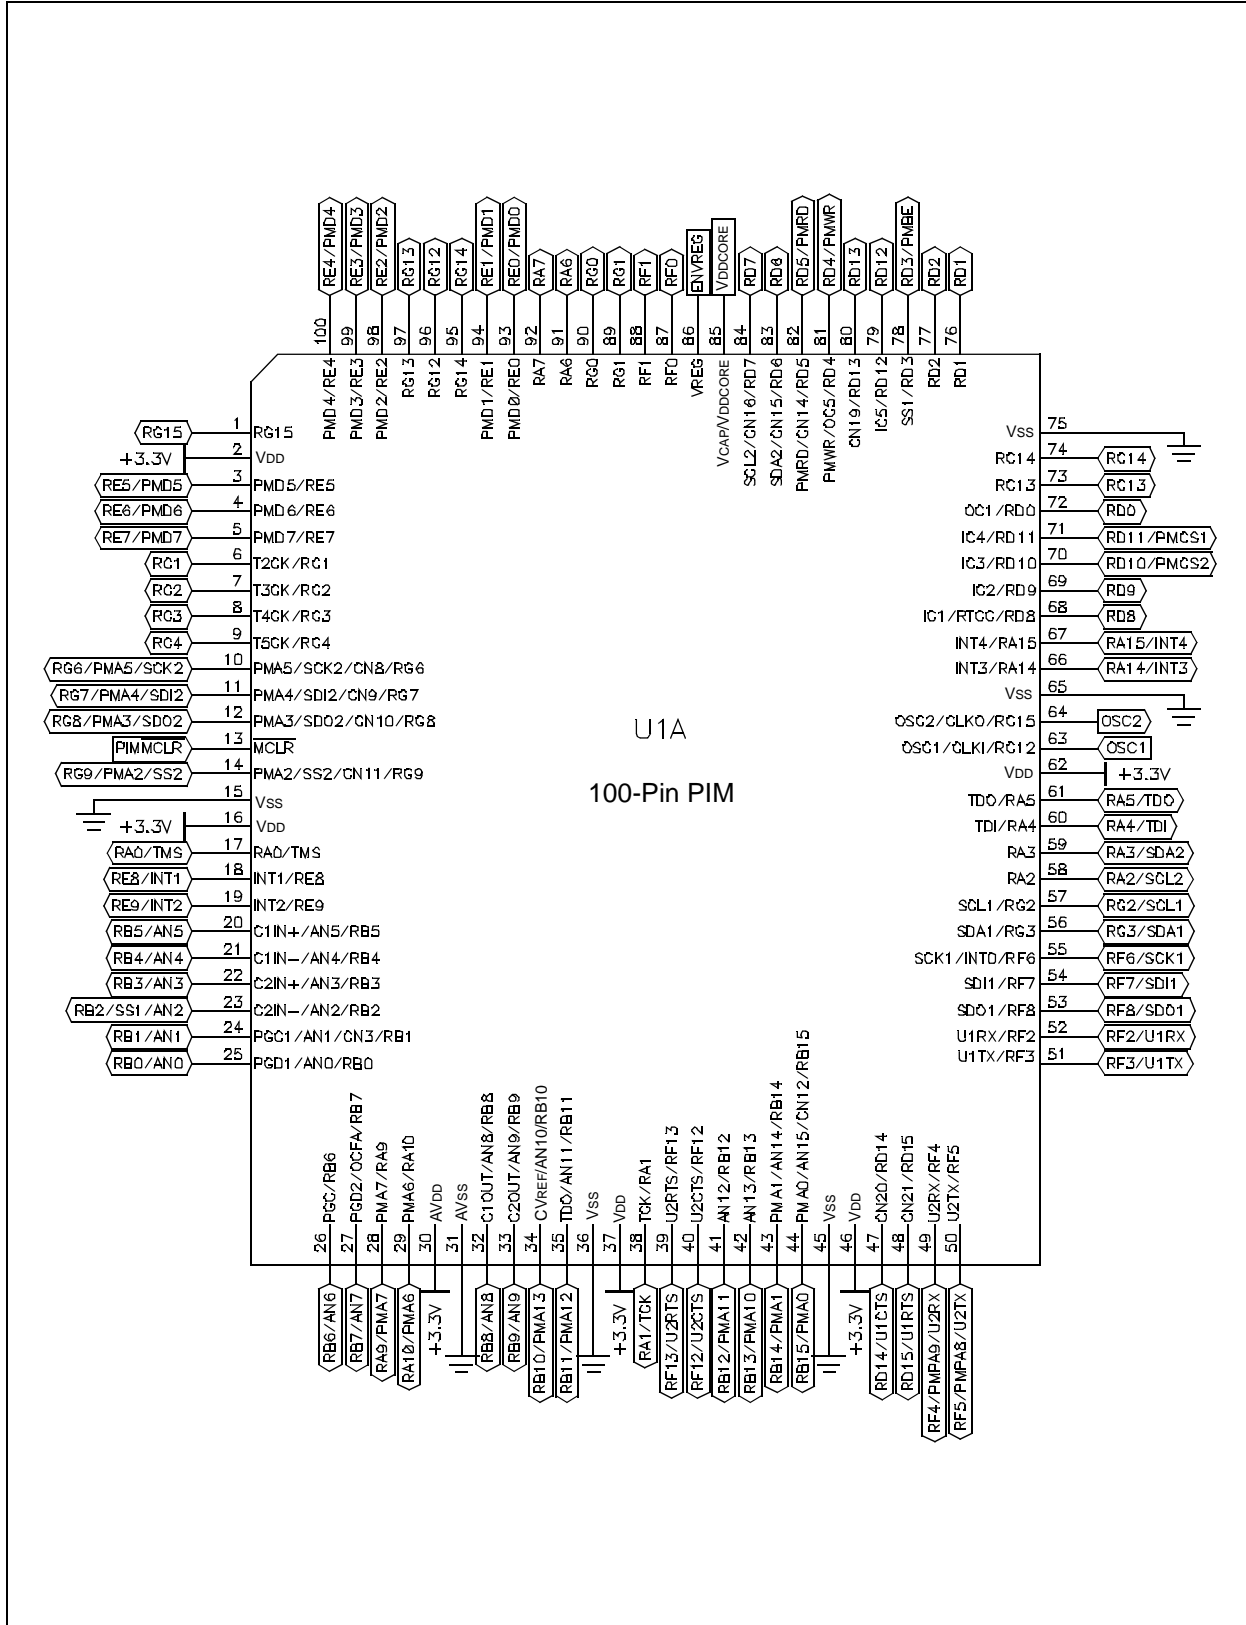 RE4/PMD4
RE3/PMD3
RE2/PMD2
RG13
RG12
RG14
RE1/PMD1
RE0/PMD0
RA7
RA6
RG0
RG1
RF1
RF0
ENVREG
VDDCORE
RD7
RD6
RD5/PMRD
RD4/PMWR
RD13
RD12
RD3/PMBE
RD2
RD1
100
99
98
97
96
95
94
93
92
91
90
89
88
87
86
85
84
83
82
81
80
79
78
77
76
PMD4/RE4
PMD3/RE3
PMD2/RE2
RG13
RG12
RG14
PMD1/RE1
PMD0/RE0
RA7
RA6
RG0
RG1
RF1
RF0
VREG
VCAP/VDDCORE
SCL2/CN16/RD7
SDA2/CN15/RD6
PMRD/CN14/RD5
PMWR/OC5/RD4
CN19/RD13
IC5/RD12
SS1/RD3
RD2
RD1
RG15 1 RG15
+3.3V 2 VDD
RE5/PMD5 3 PMD5/RE5
RE6/PMD6 4 PMD6/RE6
RE7/PMD7 5 PMD7/RE7
RC1 6 T2CK/RC1
RC2 7 T3CK/RC2
RC3 8 T4CK/RC3
RC4 9 T5CK/RC4
RG6/PMA5/SCK2 10 PMA5/SCK2/CN8/RG6
RG7/PMA4/SDI2 11 PMA4/SDI2/CN9/RG7
RG8/PMA3/SDO2 12 PMA3/SDO2/CN10/RG8
PIMMCLR 13 MCLR
RG9/PMA2/SS2 14 PMA2/SS2/CN11/RG9
15 VSS
+3.3V 16 VDD
RA0/TMS 17 RA0/TMS
RE8/INT1 18 INT1/RE8
RE9/INT2 19 INT2/RE9
RB5/AN5 20 C1IN+/AN5/RB5
RB4/AN4 21 C1IN-/AN4/RB4
RB3/AN3 22 C2IN+/AN3/RB3
RB2/SS1/AN2 23 C2IN-/AN2/RB2
RB1/AN1 24 PGC1/AN1/CN3/RB1
RB0/AN0 25 PGD1/AN0/RB0
U1A
100-Pin PIM
VSS 75
RC14 74 RC14
RC13 73 RC13
OC1/RD0 72 RD0
IC4/RD11 71 RD11/PMCS1
IC3/RD10 70 RD10/PMCS2
IC2/RD9 69 RD9
IC1/RTCC/RD8 68 RD8
INT4/RA15 67 RA15/INT4
INT3/RA14 66 RA14/INT3
VSS 65
OSC2/CLKO/RC15 64 OSC2
OSC1/CLKI/RC12 63 OSC1
VDD 62 +3.3V
TDO/RA5 61 RA5/TDO
TDI/RA4 60 RA4/TDI
RA3 59 RA3/SDA2
RA2 58 RA2/SCL2
SCL1/RG2 57 RG2/SCL1
SDA1/RG3 56 RG3/SDA1
SCK1/INT0/RF6 55 RF6/SCK1
SDI1/RF7 54 RF7/SDI1
SDO1/RF8 53 RF8/SDO1
U1RX/RF2 52 RF2/U1RX
U1TX/RF3 51 RF3/U1TX
PGC/RB6
PGD2/OCFA/RB7
PMA7/RA9
PMA6/RA10
AVDD
AVSS
C1OUT/AN8/RB8
C2OUT/AN9/RB9
CVREF/AN10/RB10
TDO/AN11/RB11
VSS
VDD
TCK/RA1
U2RTS/RF13
U2CTS/RF12
AN12/RB12
AN13/RB13
PMA1/AN14/RB14
PMA0/AN15/CN12/RB15
VSS
VDD
CN20/RD14
CN21/RD15
U2RX/RF4
U2TX/RF5
26
27
28
29
30
31
32
33
34
35
36
37
38
39
40
41
42
43
44
45
46
47
48
49
50
RB6/AN6
RB7/AN7
RA9/PMA7
RA10/PMA6
+3.3V
RB8/AN8
RB9/AN9
RB10/PMA13
RB11/PMA12
+3.3V
RA1/TCK
RF13/U2RTS
RF12/U2CTS
RB12/PMA11
RB13/PMA10
RB14/PMA1
RB15/PMA0
+3.3V
RD14/U1CTS
RD15/U1RTS
RF4/PMPA9/U2RX
RF5/PMPA8/U2TX